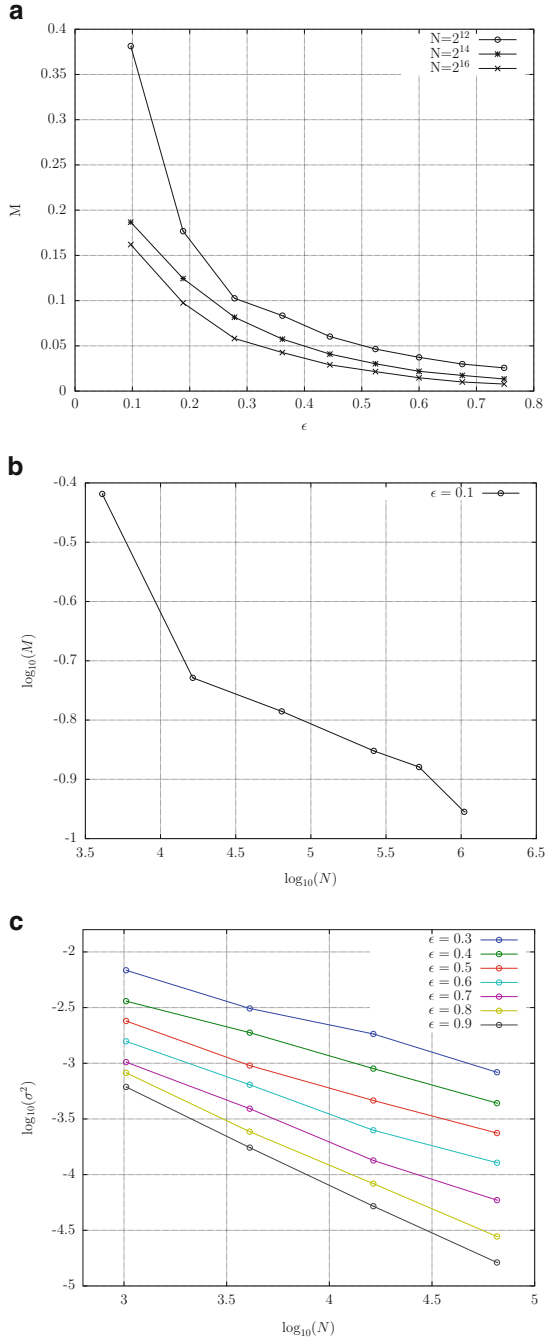 a
0.4
0.35
0.3
0.25
0.2
0.15
0.1
0.05
0
M
N=2^12
N=2^14
N=2^16
0 0.1 0.2 0.3 0.4 0.5 0.6 0.7 0.8
ϵ
b
-0.4
-0.5
-0.6
-0.7
-0.8
-0.9
-1
log10(M)
ϵ = 0.1
3.5 4 4.5 5 5.5 6 6.5
log10(N)
c
-2
-2.5
-3
-3.5
-4
-4.5
-5
log10(σ²)
ϵ = 0.3
ϵ = 0.4
ϵ = 0.5
ϵ = 0.6
ϵ = 0.7
ϵ = 0.8
ϵ = 0.9
3 3.5 4 4.5 5
log10(N)